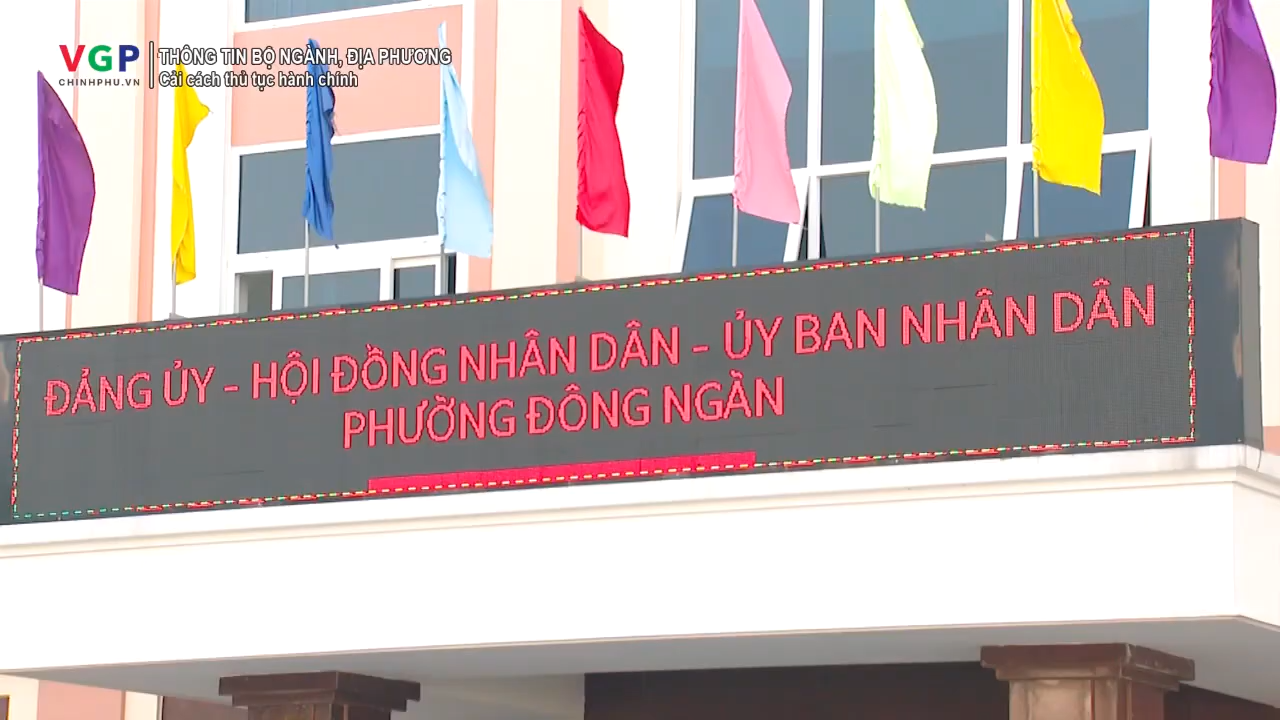 VGP
CHINHPHU.VN
THÔNG TIN BỘ NGÀNH, ĐỊA PHƯƠNG
Cải cách thủ tục hành chính
ĐẢNG ỦY - HỘI ĐỒNG NHÂN DÂN - ỦY BAN NHÂN DÂN
PHƯỜNG ĐÔNG NGÀN